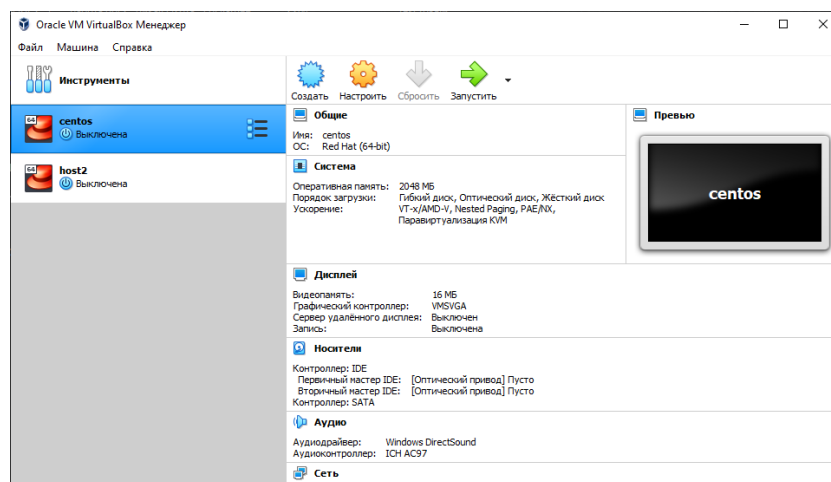 Oracle VM VirtualBox Менеджер
Файл Машина Справка
Инструменты
Создать Настроить Сбросить Запустить
64
centos
Выключена
64
host2
Выключена
Общие
Имя: centos
ОС: Red Hat (64-bit)
Система
Оперативная память: 2048 МБ
Порядок загрузки: Гибкий диск, Оптический диск, Жёсткий диск
Ускорение: VT-x/AMD-V, Nested Paging, PAE/NX,
Паравиртуализация KVM
Превью
centos
Дисплей
Видеопамять: 16 МБ
Графический контроллер: VMSVGA
Сервер удалённого дисплея: Выключен
Запись: Выключена
Носители
Контроллер: IDE
Первичный мастер IDE: [Оптический привод] Пусто
Вторичный мастер IDE: [Оптический привод] Пусто
Контроллер: SATA
Аудио
Аудиодрайвер: Windows DirectSound
Аудиоконтроллер: ICH AC97
Сеть